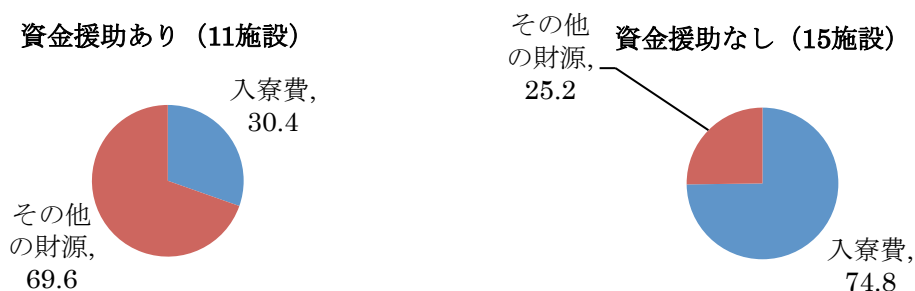 資金援助あり（11施設）
入寮費,
30.4
その他
の財源,
69.6
資金援助なし（15施設）
その他
の財源,
25.2
入寮費,
74.8